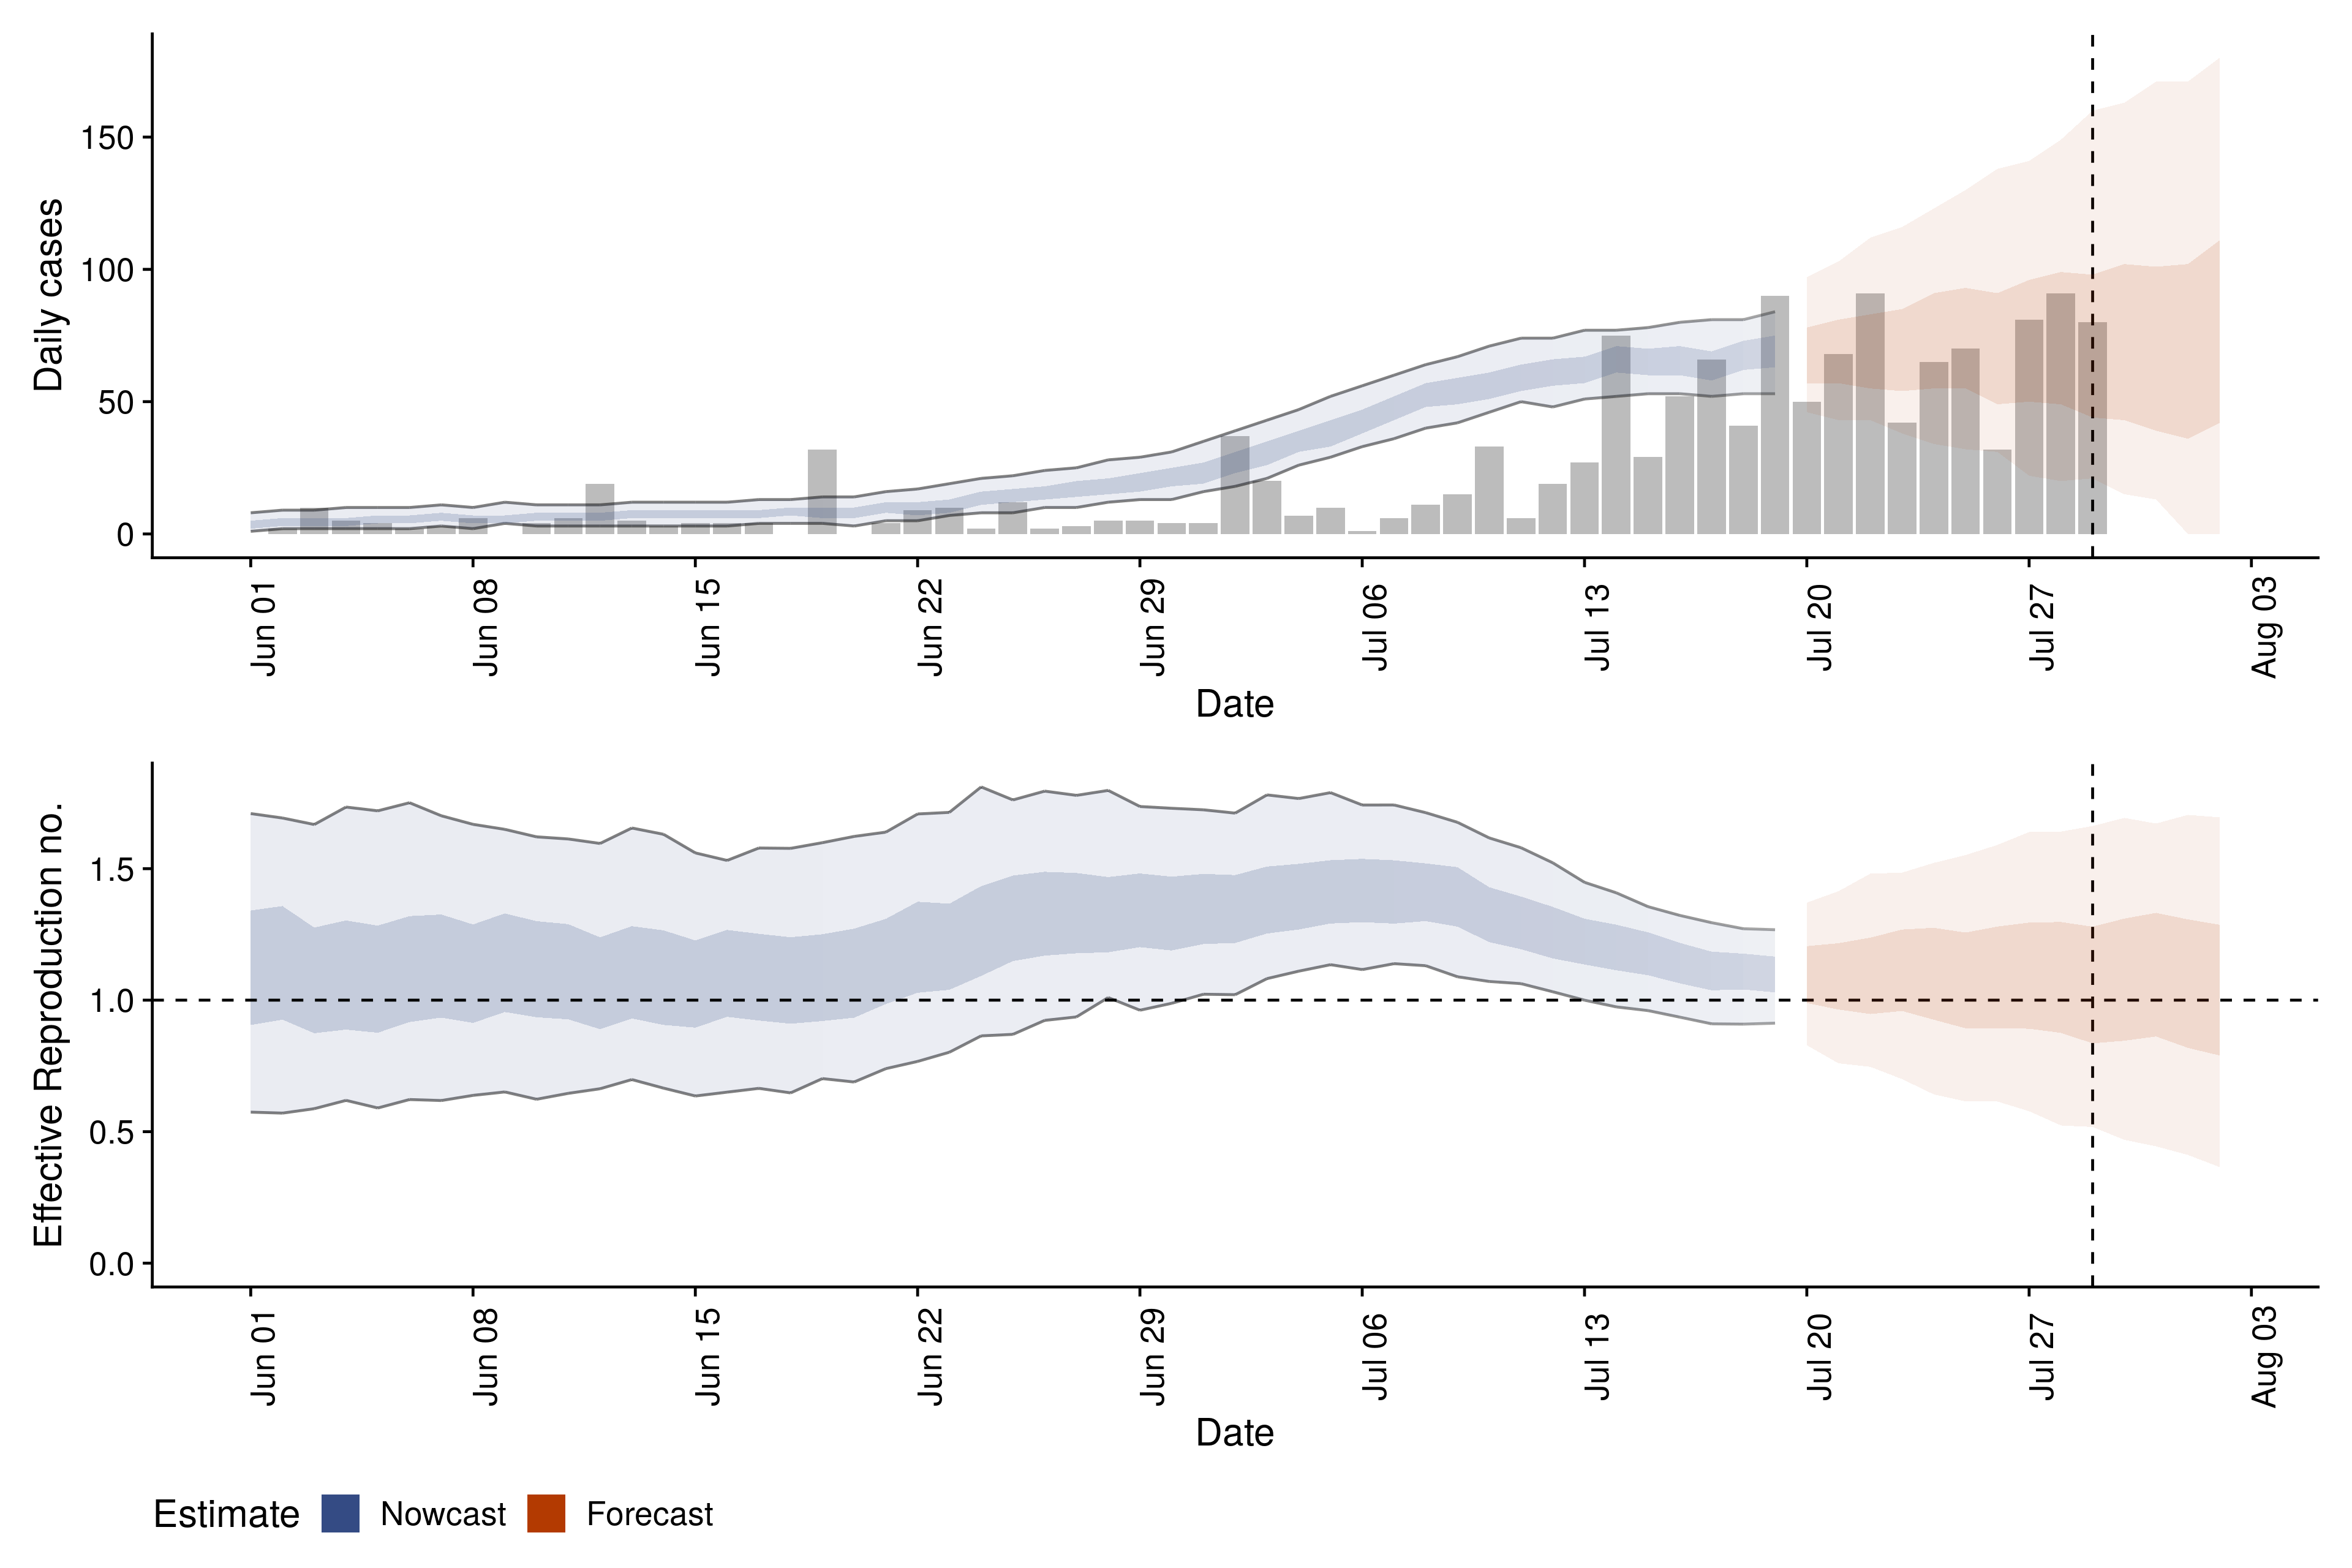 Daily cases
150
100
50
0
Jun 01
Jun 08
Jun 15
Jun 22
Jun 29
Jul 06
Jul 13
Jul 20
Jul 27
Aug 03
Date
Effective Reproduction no.
1.5
1.0
0.5
0.0
Jun 01
Jun 08
Jun 15
Jun 22
Jun 29
Jul 06
Jul 13
Jul 20
Jul 27
Aug 03
Date
Estimate Nowcast Forecast